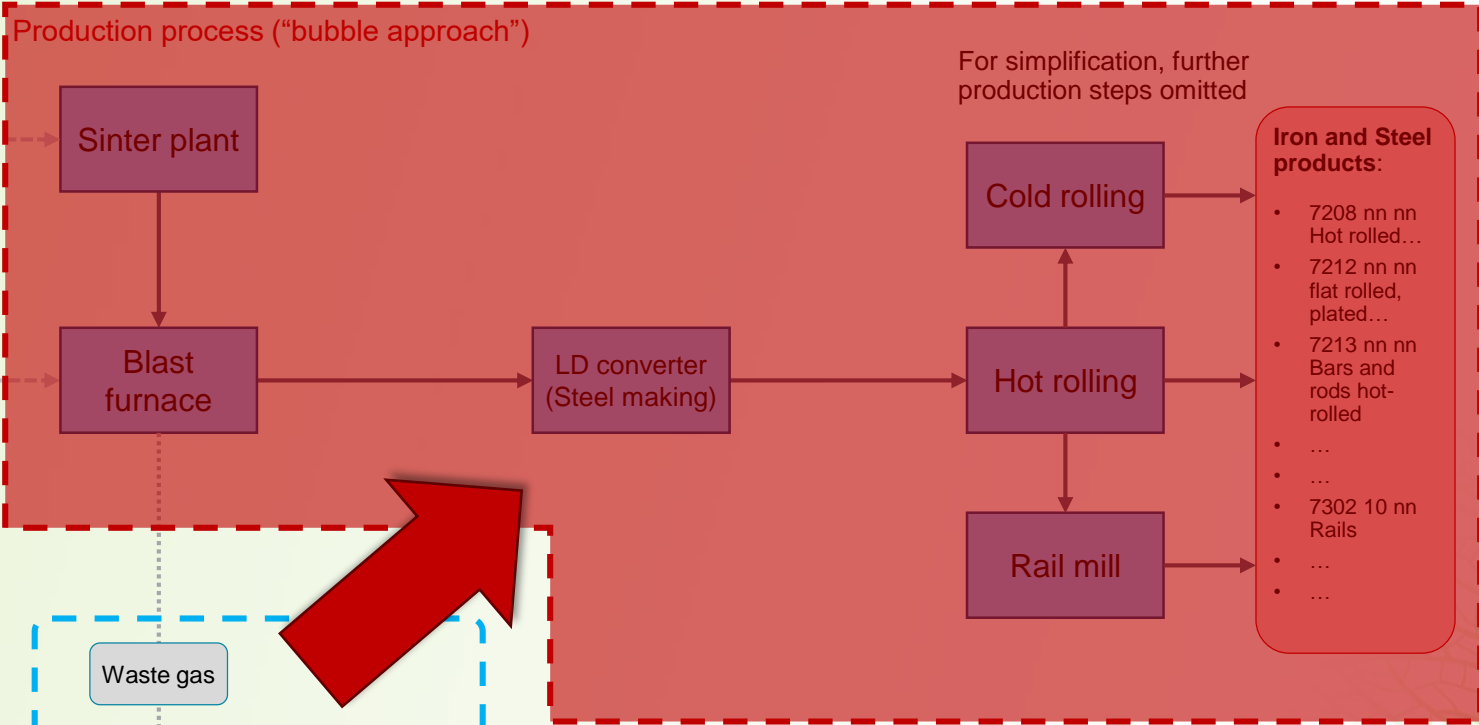 Production process (“bubble approach”)
For simplification, further
production steps omitted
Sinter plant
Blast
furnace
LD converter
(Steel making)
Cold rolling
Hot rolling
Rail mill
Iron and Steel
products:
• 7208 nn nn
Hot rolled…
• 7212 nn nn
flat rolled,
plated…
• 7213 nn nn
Bars and
rods hot-
rolled
• …
• …
• 7302 10 nn
Rails
• …
• …
Waste gas